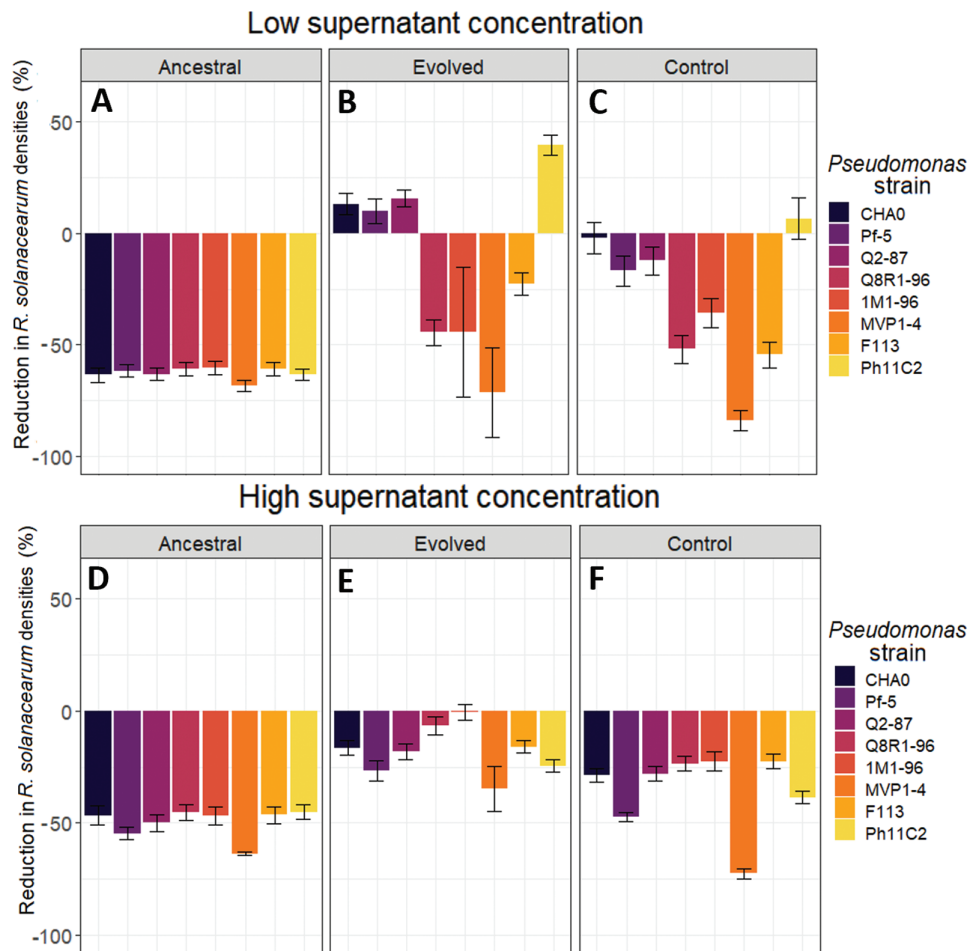 Low supernatant concentration
Ancestral
Evolved
Control
A
B
C
Reduction in R. solanacearum densities (%)
50
0
-50
-100
Pseudomonas
strain
CHA0
Pf-5
Q2-87
Q8R1-96
1M1-96
MVP1-4
F113
Ph11C2
High supernatant concentration
Ancestral
Evolved
Control
D
E
F
Reduction in R. solanacearum densities (%)
50
0
-50
-100
Pseudomonas
strain
CHA0
Pf-5
Q2-87
Q8R1-96
1M1-96
MVP1-4
F113
Ph11C2